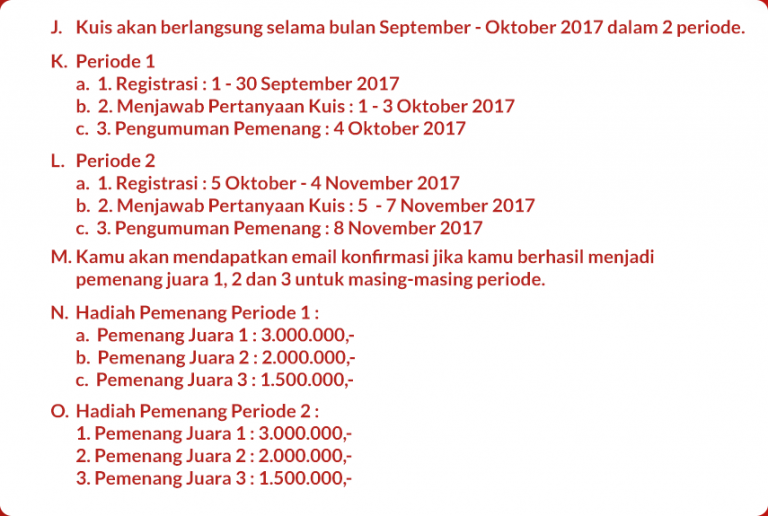 J. Kuis akan berlangsung selama bulan September - Oktober 2017 dalam 2 periode.
K. Periode 1
a. 1. Registrasi : 1 - 30 September 2017
b. 2. Menjawab Pertanyaan Kuis : 1 - 3 Oktober 2017
c. 3. Pengumuman Pemenang : 4 Oktober 2017
L. Periode 2
a. 1. Registrasi : 5 Oktober - 4 November 2017
b. 2. Menjawab Pertanyaan Kuis : 5 - 7 November 2017
c. 3. Pengumuman Pemenang : 8 November 2017
M. Kamu akan mendapatkan email konfirmasi jika kamu berhasil menjadi
pemenang juara 1, 2 dan 3 untuk masing-masing periode.
N. Hadiah Pemenang Periode 1 :
a. Pemenang Juara 1 : 3.000.000,-
b. Pemenang Juara 2 : 2.000.000,-
c. Pemenang Juara 3 : 1.500.000,-
O. Hadiah Pemenang Periode 2 :
1. Pemenang Juara 1 : 3.000.000,-
2. Pemenang Juara 2 : 2.000.000,-
3. Pemenang Juara 3 : 1.500.000,-